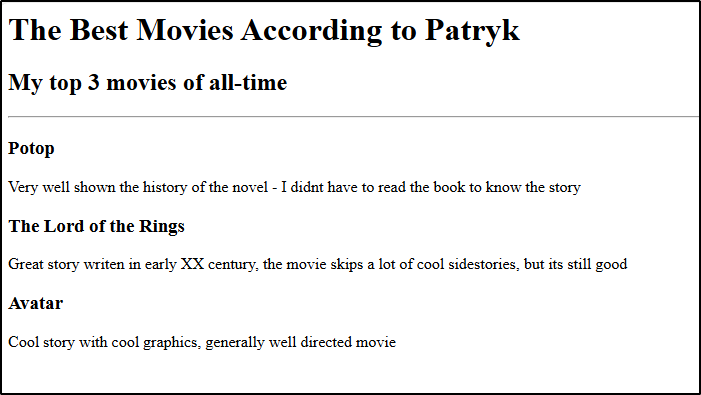 The Best Movies According to Patryk
My top 3 movies of all-time
Potop
Very well shown the history of the novel - I didnt have to read the book to know the story
The Lord of the Rings
Great story writen in early XX century, the movie skips a lot of cool sidestories, but its still good
Avatar
Cool story with cool graphics, generally well directed movie